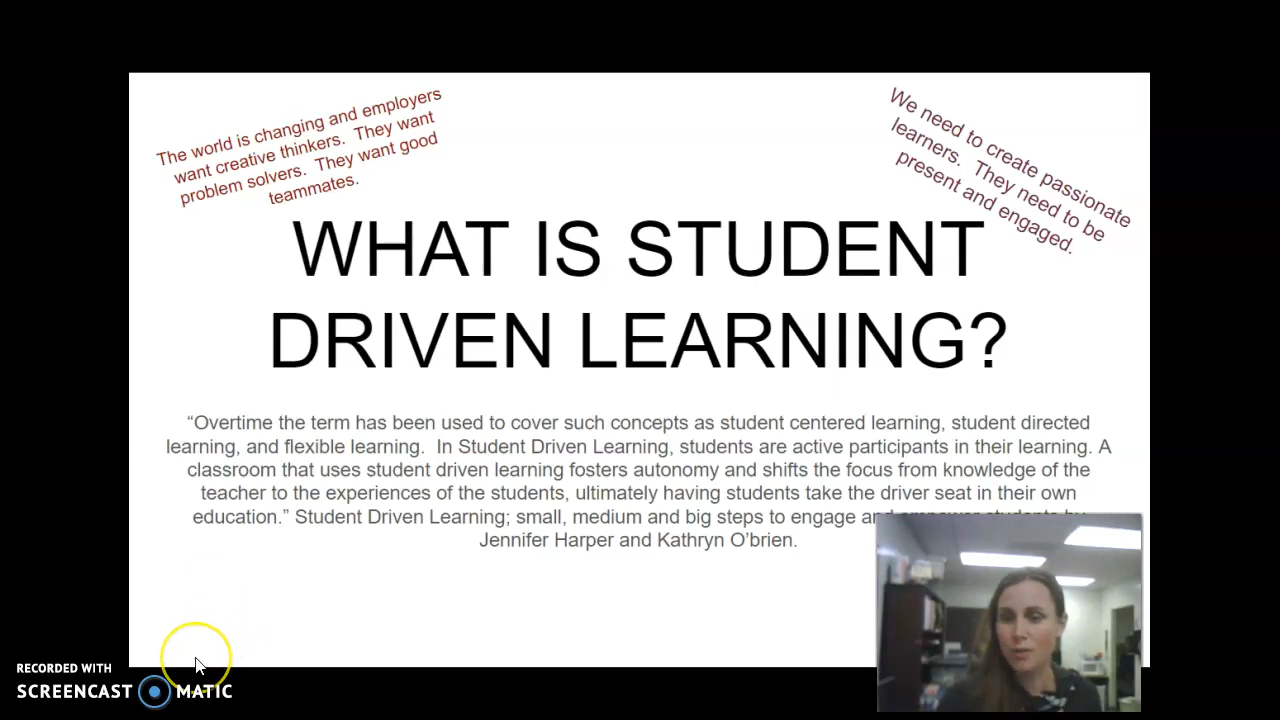 The world is changing and employers
want creative thinkers. They want
problem solvers. They want good
teammates.
We need to create passionate
learners. They need to be
present and engaged.
WHAT IS STUDENT
DRIVEN LEARNING?
“Overtime the term has been used to cover such concepts as student centered learning, student directed
learning, and flexible learning. In Student Driven Learning, students are active participants in their learning. A
classroom that uses student driven learning fosters autonomy and shifts the focus from knowledge of the
teacher to the experiences of the students, ultimately having students take the driver seat in their own
education.” Student Driven Learning; small, medium and big steps to engage and empower students by
Jennifer Harper and Kathryn O’brien.
RECORDED WITH
SCREENCAST MATIC